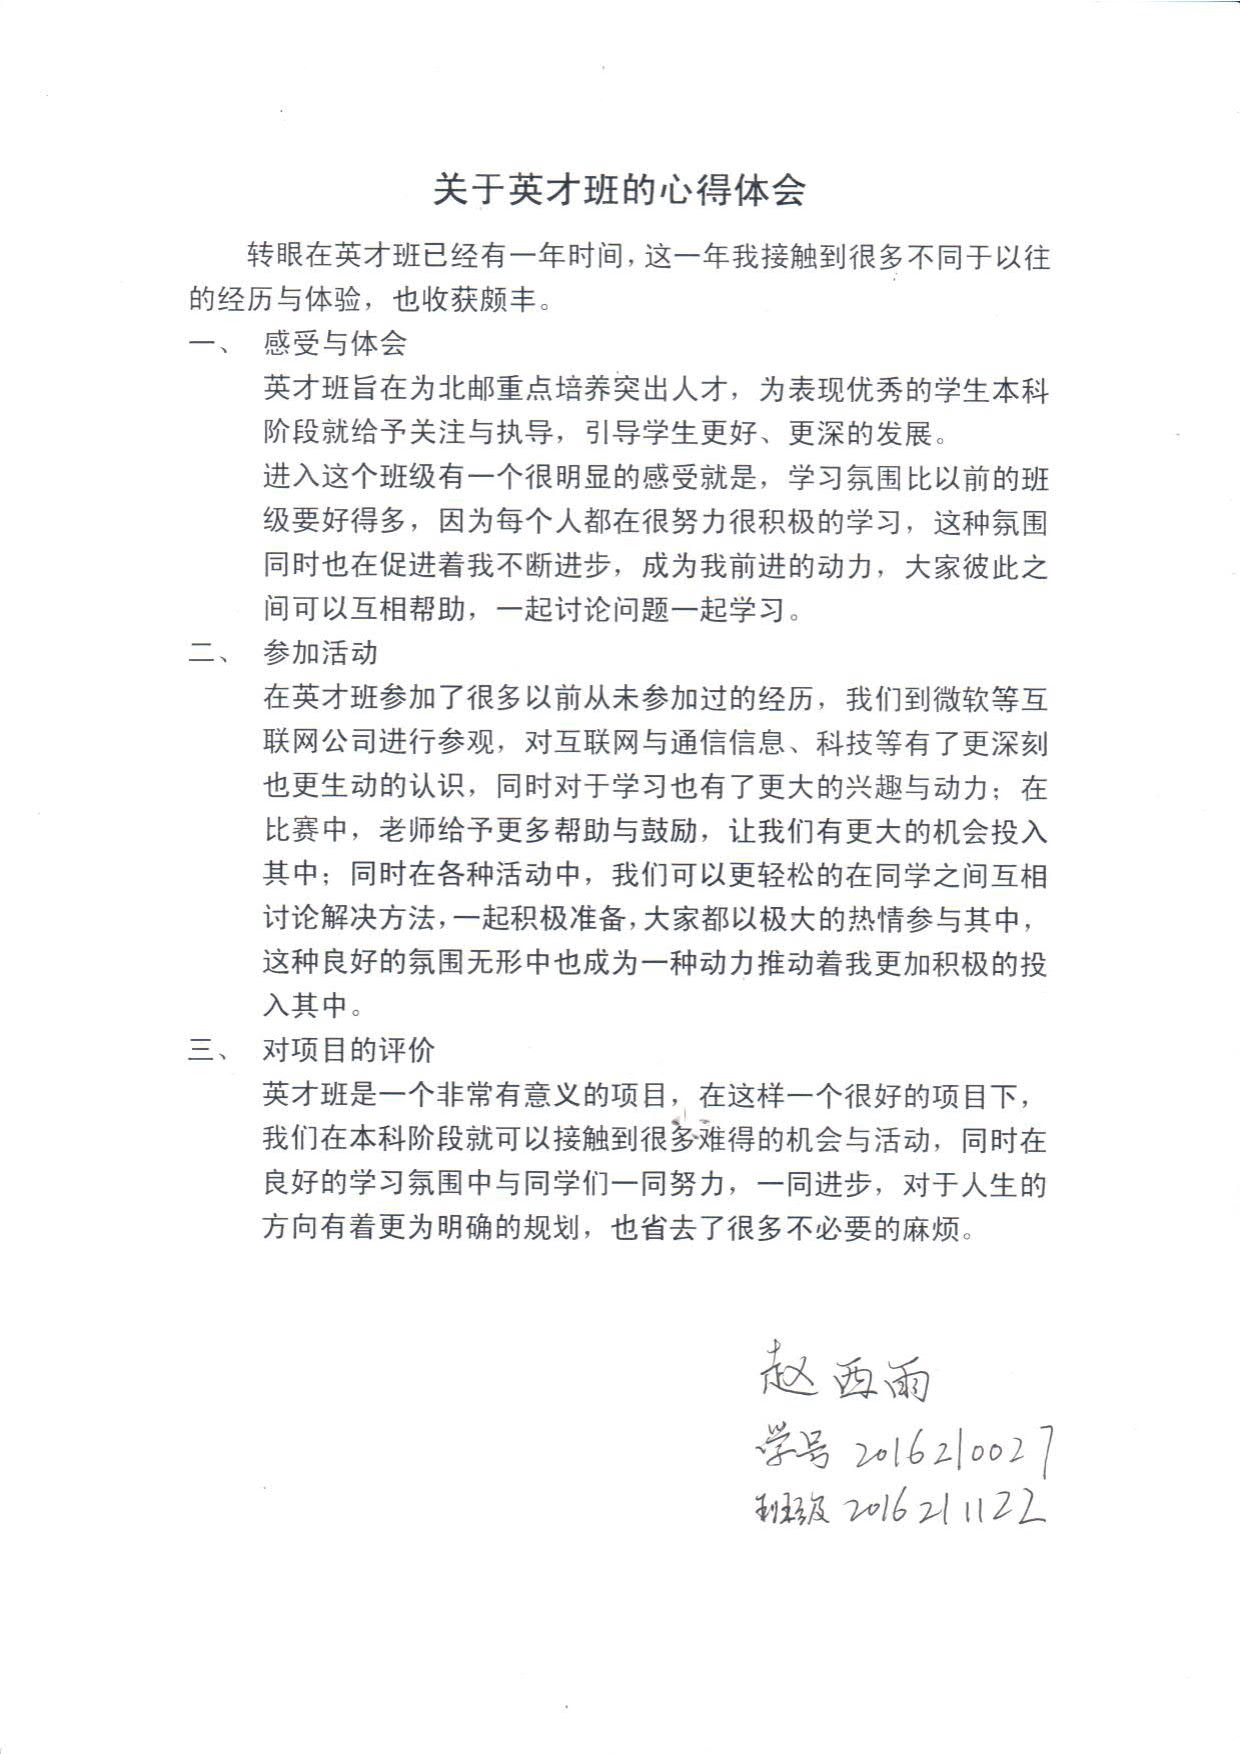 关于英才班的心得体会
转眼在英才班已经有一年时间，这一年我接触到很多不同于以往
的经历与体验，也收获颇丰。
一、 感受与体会
英才班旨在为北邮重点培养突出人才，为表现优秀的学生本科
阶段就给予关注与执导，引导学生更好、更深的发展。
进入这个班级有一个很明显的感受就是，学习氛围比以前的班
级要好得多，因为每个人都在很努力很积极的学习，这种氛围
同时也在促进着我不断进步，成为我前进的动力，大家彼此之
间可以互相帮助，一起讨论问题一起学习。
二、 参加活动
在英才班参加了很多以前从未参加过的经历，我们到微软等互
联网公司进行参观，对互联网与通信信息、科技等有了更深刻
也更生动的认识，同时对于学习也有了更大的兴趣与动力；在
比赛中，老师给予更多帮助与鼓励，让我们有更大的机会投入
其中；同时在各种活动中，我们可以更轻松的在同学之间互相
讨论解决方法，一起积极准备，大家都以极大的热情参与其中，
这种良好的氛围无形中也成为一种动力推动着我更加积极的投
入其中。
三、 对项目的评价
英才班是一个非常有意义的项目，在这样一个很好的项目下，
我们在本科阶段就可以接触到很多难得的机会与活动，同时在
良好的学习氛围中与同学们一同努力，一同进步，对于人生的
方向有着更为明确的规划，也省去了很多不必要的麻烦。
赵西雨
学号 2016210027
班级 2016211122